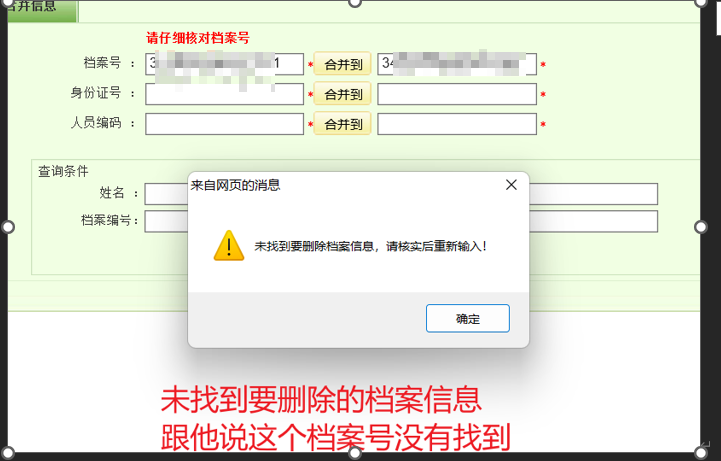 合并信息
请仔细核对档案号
档案号 ： 3 1 * 合并到 34 *
身份证号 ： * 合并到 *
人员编码 ： * 合并到 *
查询条件
姓名 ：
档案编号：
来自网页的消息
未找到要删除档案信息，请核实后重新输入！
确定
未找到要删除的档案信息
跟他说这个档案号没有找到